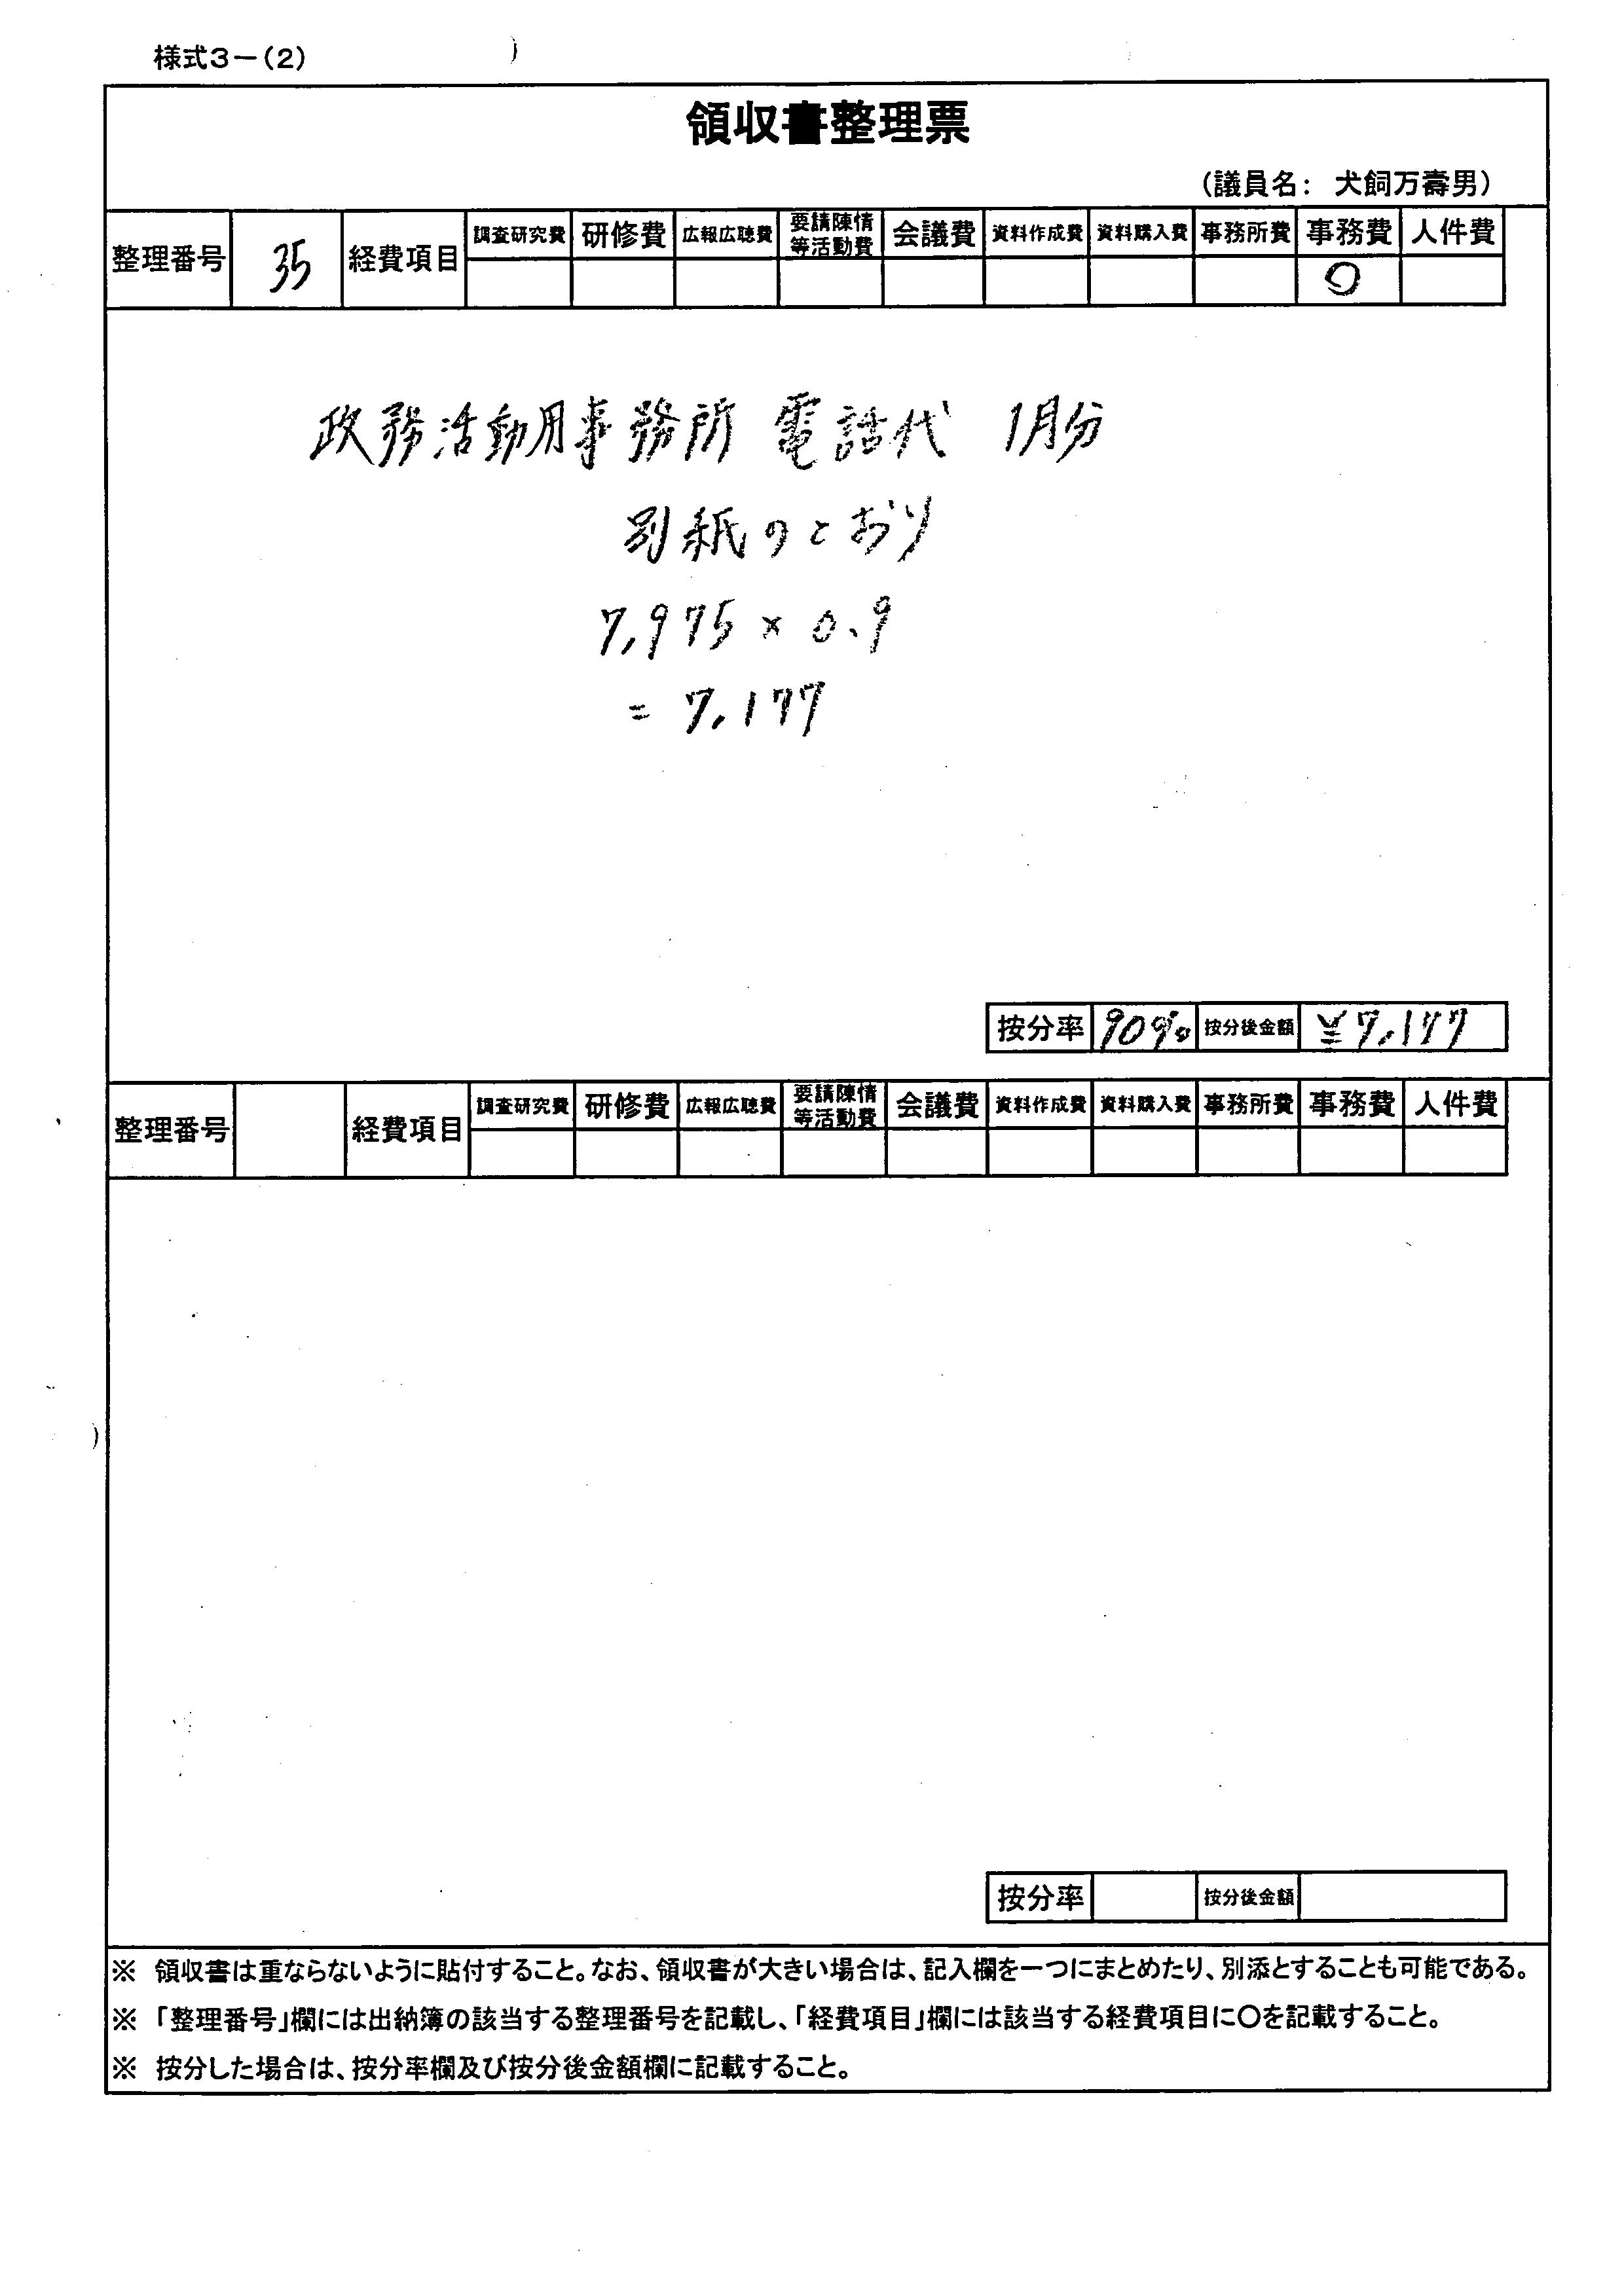 様式3-(2)
領収書整理票
(議員名: 犬飼万壽男)
整理番号 35 経費項目 調査研究費 研修費 広報広聴費 要請陳情等活動費 会議費 資料作成費 資料購入費 事務所費 事務費 人件費
○
政務活動用事務所 電話代 1月分
別紙のとおり
7,975×0.9
=7,177
按分率 90% 按分後金額 ¥7,177
整理番号 経費項目 調査研究費 研修費 広報広聴費 要請陳情等活動費 会議費 資料作成費 資料購入費 事務所費 事務費 人件費
按分率 按分後金額
※ 領収書は重ならないように貼付すること。なお、領収書が大きい場合は、記入欄を一つにまとめたり、別添とすることも可能である。
※ 「整理番号」欄には出納簿の該当する整理番号を記載し、「経費項目」欄には該当する経費項目に○を記載すること。
※ 按分した場合は、按分率欄及び按分後金額欄に記載すること。